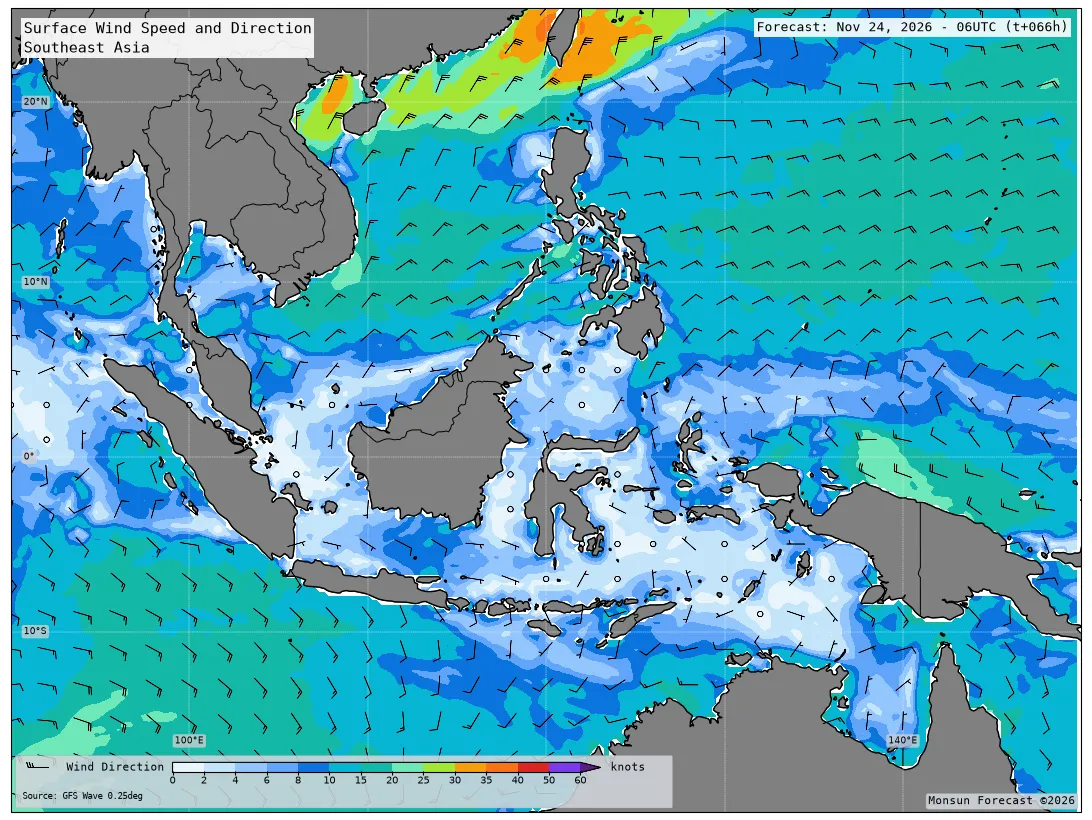 Surface Wind Speed and Direction
Southeast Asia
Forecast: Nov 24, 2026 - 06UTC (t+066h)
20°N
10°N
0°
10°S
100°E
140°E
Wind Direction
0 2 4 6 8 10 15 20 25 30 35 40 50 60
knots
Source: GFS Wave 0.25deg
Monsun Forecast ©2026